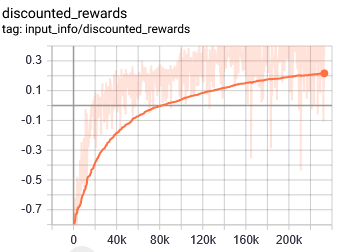 discounted_rewards
tag: input_info/discounted_rewards
0.3
0.1
-0.1
-0.3
-0.5
-0.7
0 40k 80k 120k 160k 200k